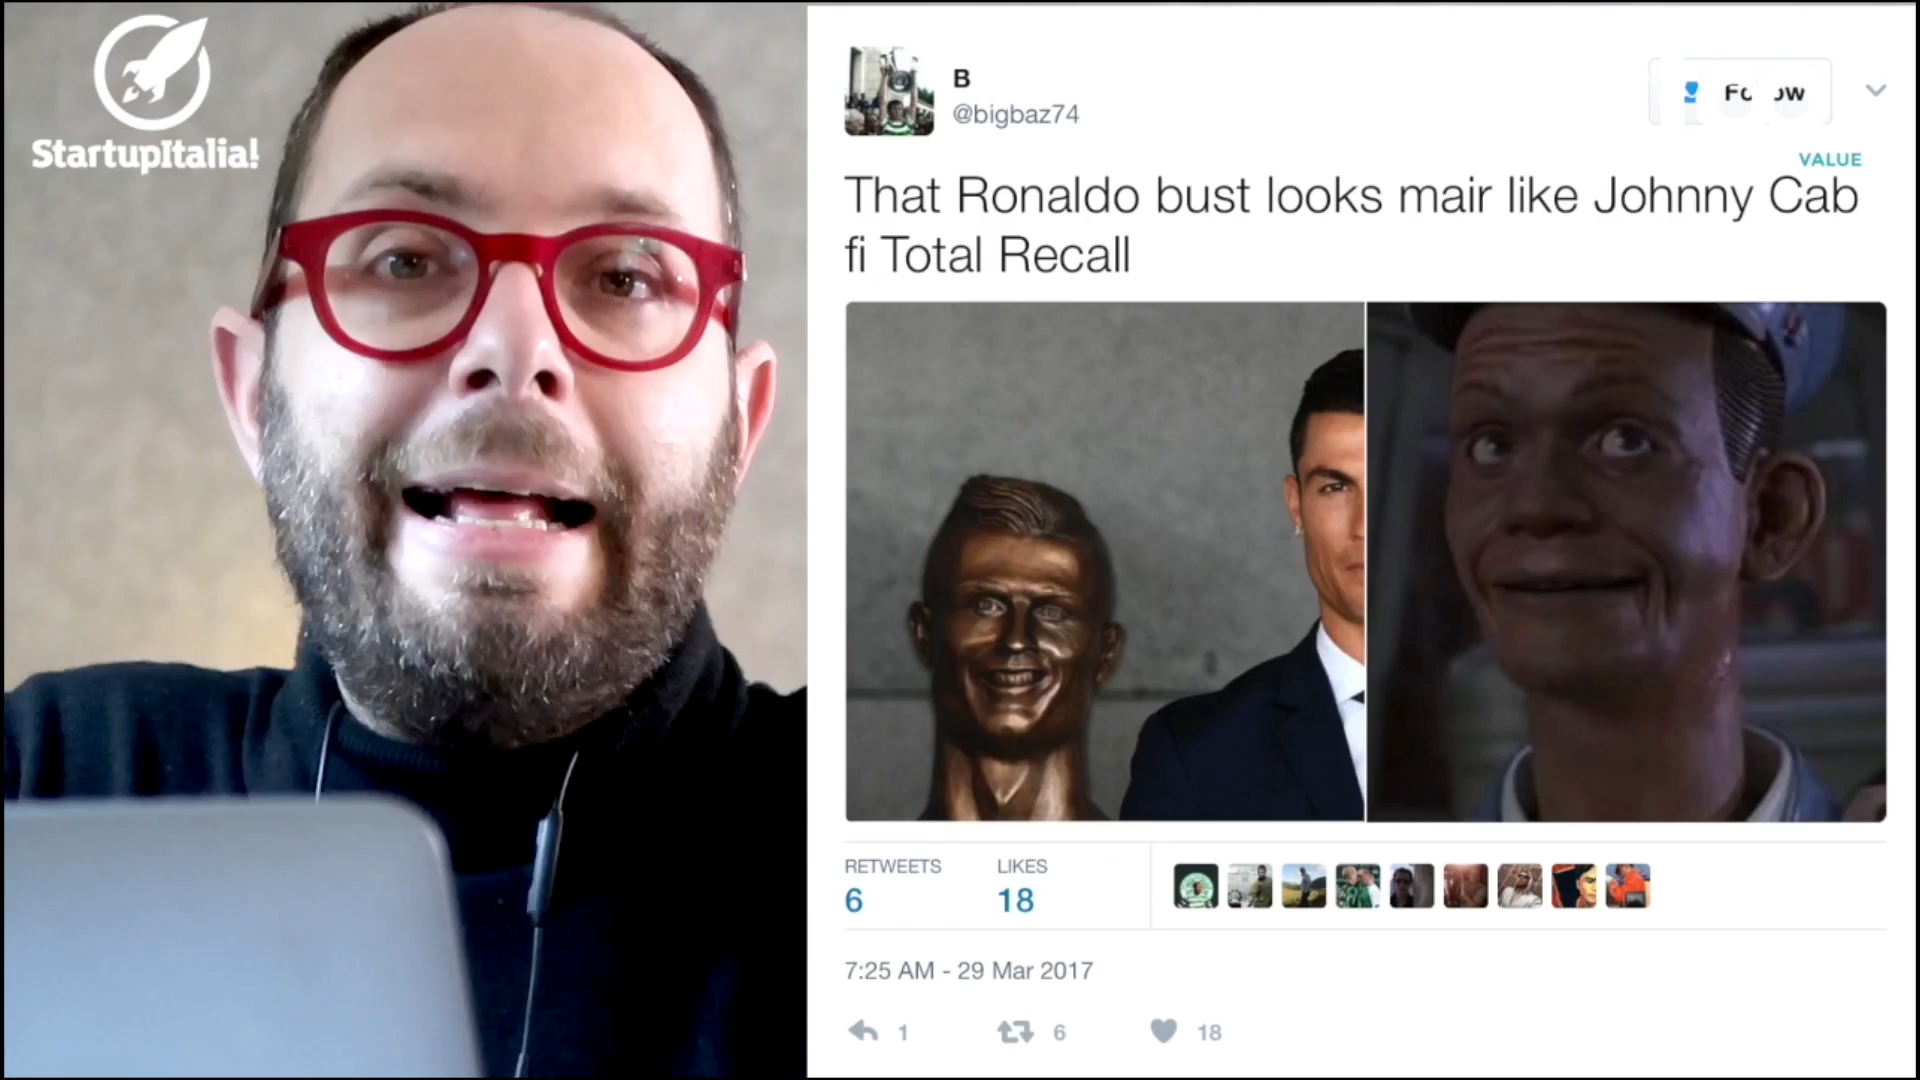 StartupItalia!
B
@bigbaz74
VALUE
That Ronaldo bust looks mair like Johnny Cab
fi Total Recall
RETWEETS LIKES
6 18
7:25 AM - 29 Mar 2017
1 6 18